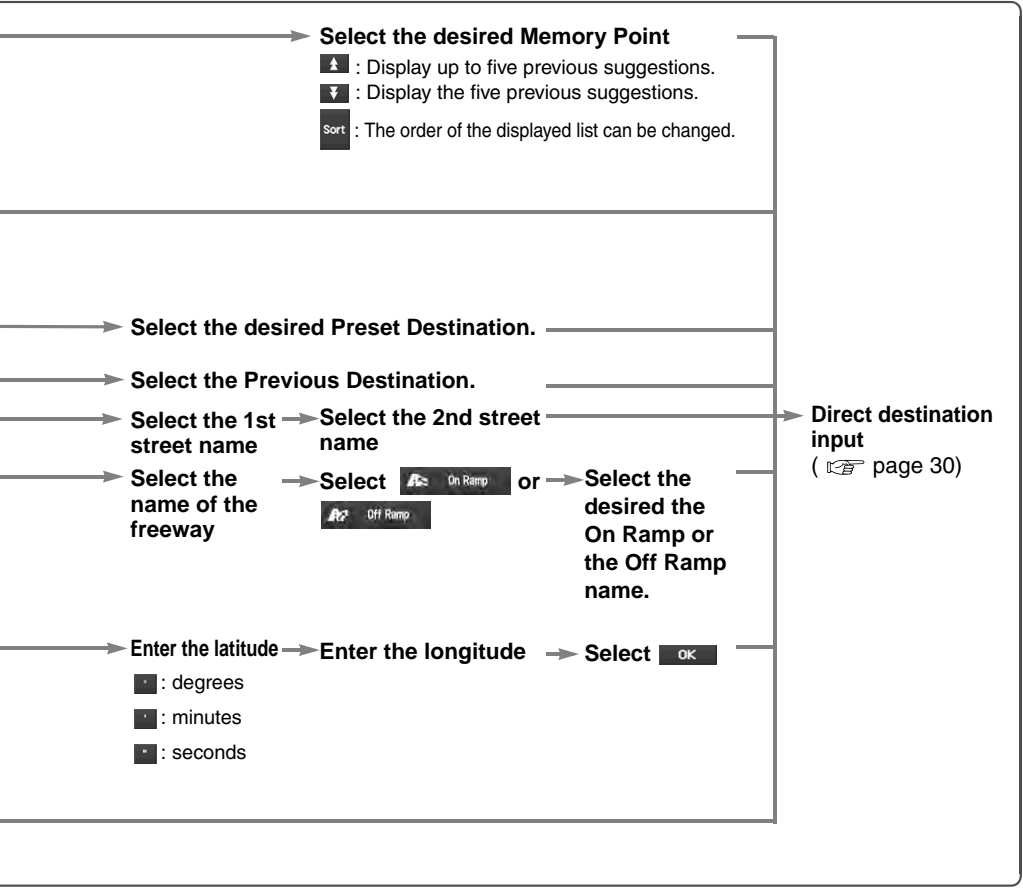 Select the desired Memory Point
: Display up to five previous suggestions.
: Display the five previous suggestions.
Sort : The order of the displayed list can be changed.
Select the desired Preset Destination.
Select the Previous Destination.
Select the 1st
street name
Select the 2nd street
name
Select the
name of the
freeway
Select On Ramp or
Off Ramp
Select the
desired the
On Ramp or
the Off Ramp
name.
Enter the latitude
° : degrees
' : minutes
" : seconds
Enter the longitude
Select OK
Direct destination
input
( ☞ page 30)